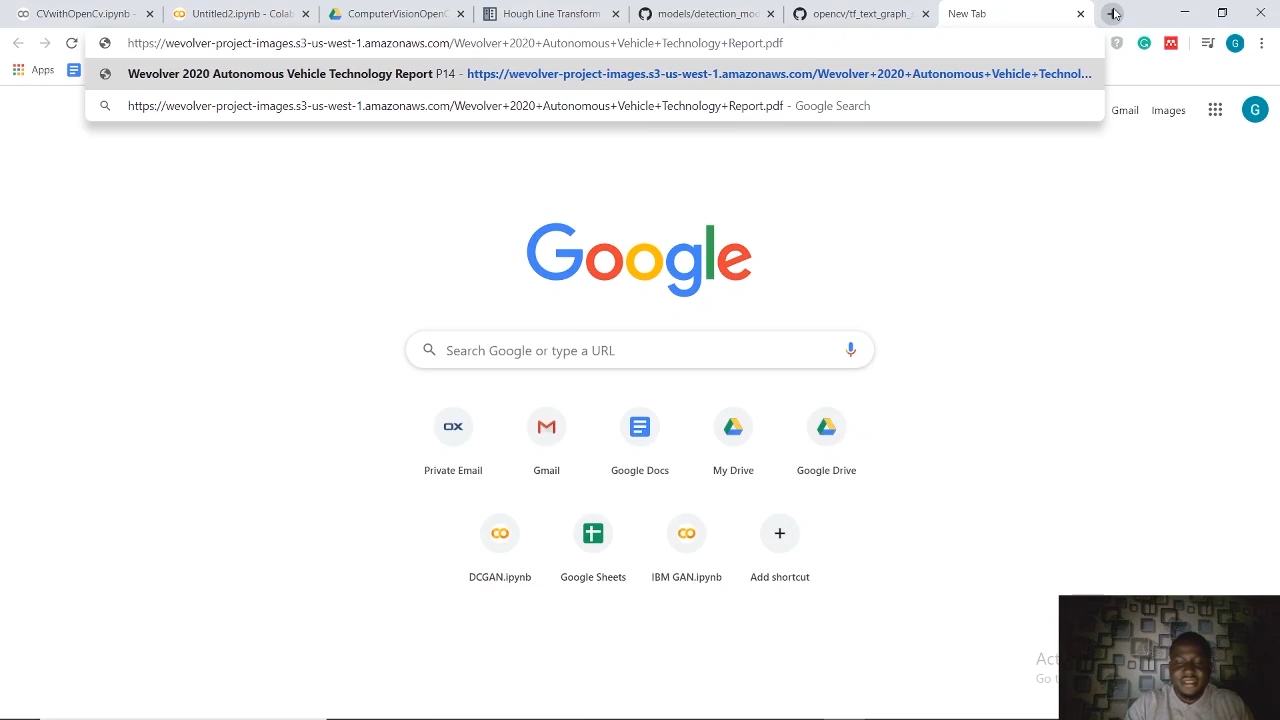 CVwithOpenCv.ipynb -
Untitled2.ipynb - Colab
ComputerVisionOpenC
Hough Line Transform
models/detection_mod
opencv/tf_text_graph_s
New Tab
https://wevolver-project-images.s3-us-west-1.amazonaws.com/Wevolver+2020+Autonomous+Vehicle+Technology+Report.pdf
G
Apps
Wevolver 2020 Autonomous Vehicle Technology Report P14 - https://wevolver-project-images.s3-us-west-1.amazonaws.com/Wevolver+2020+Autonomous+Vehicle+Technol...
https://wevolver-project-images.s3-us-west-1.amazonaws.com/Wevolver+2020+Autonomous+Vehicle+Technology+Report.pdf - Google Search
Gmail
Images
G
Google
Search Google or type a URL
OX
Private Email
Gmail
Google Docs
My Drive
Google Drive
DCGAN.ipynb
Google Sheets
IBM GAN.ipynb
Add shortcut
Go t